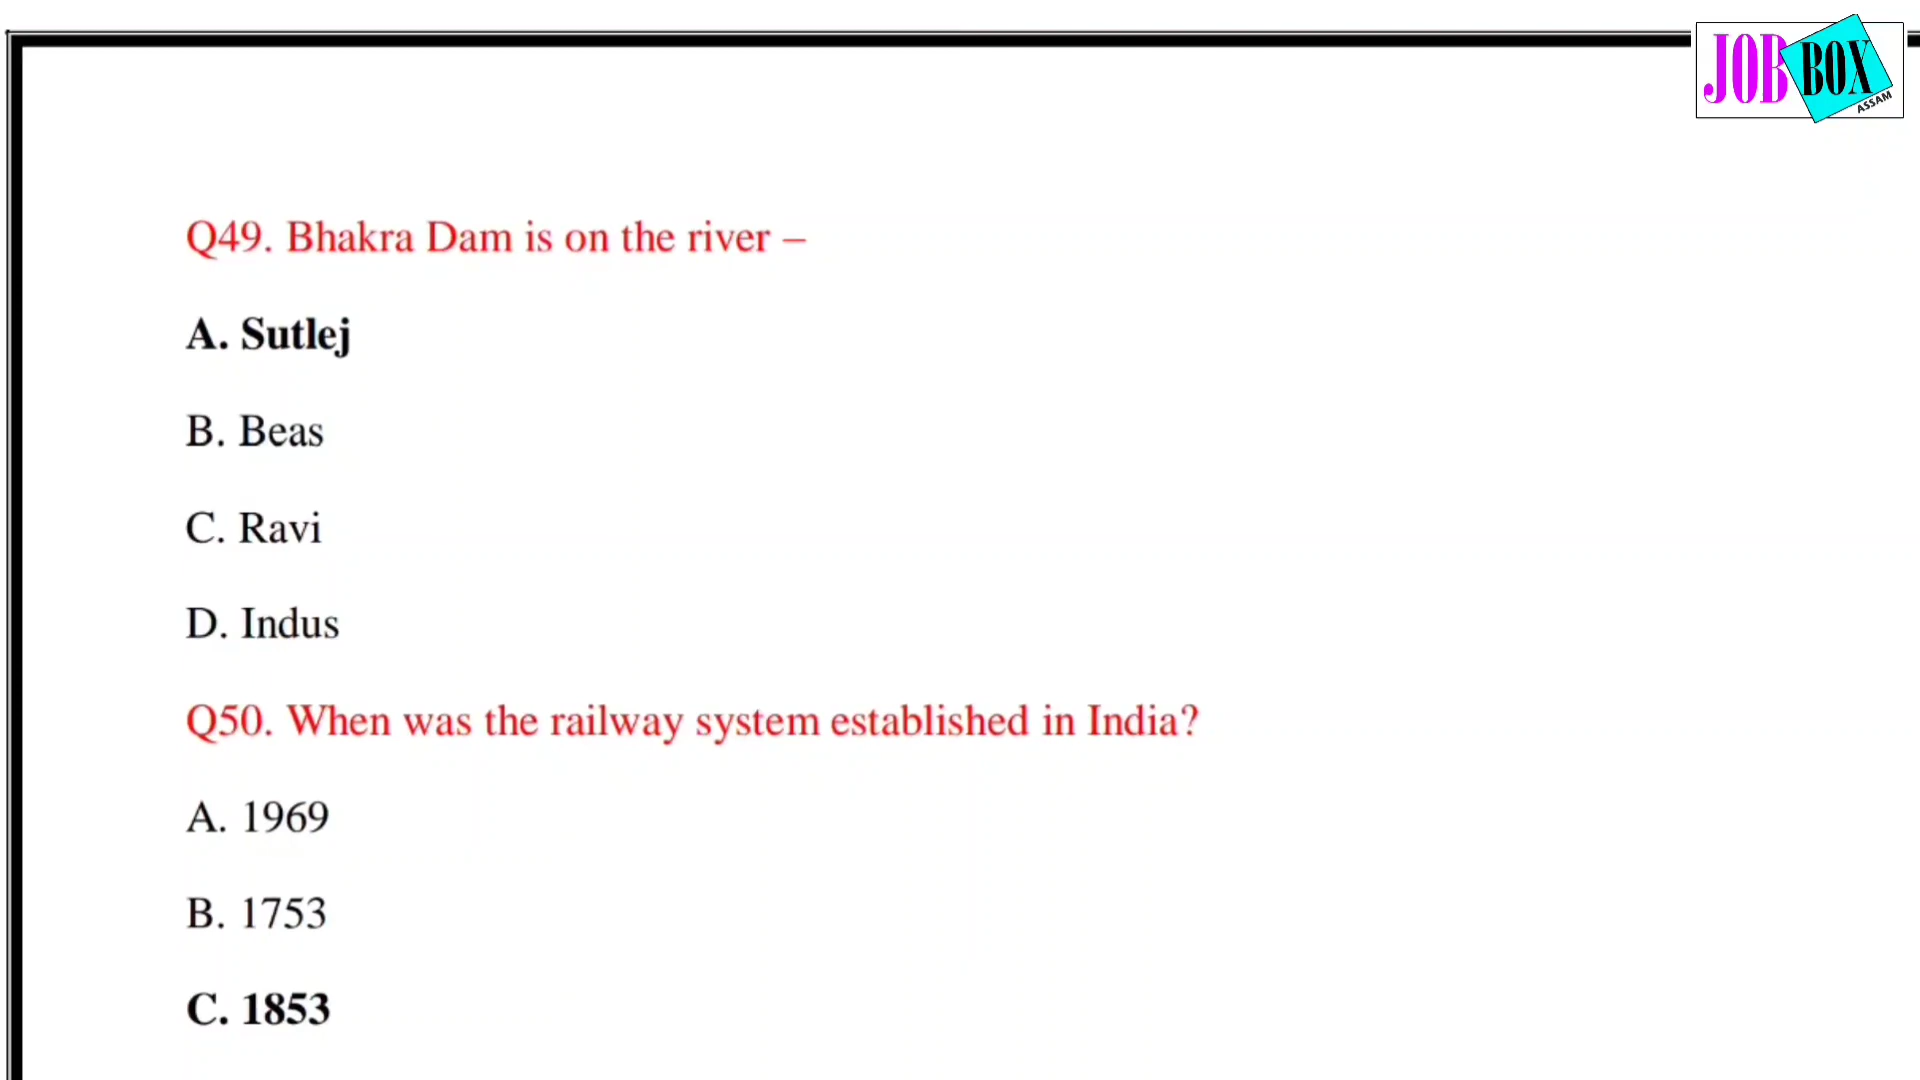 JOB BOX
ASSAM
Q49. Bhakra Dam is on the river –
A. Sutlej
B. Beas
C. Ravi
D. Indus
Q50. When was the railway system established in India?
A. 1969
B. 1753
C. 1853